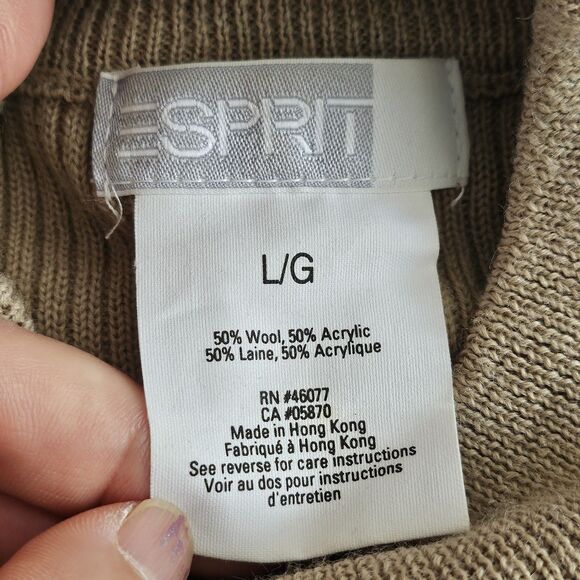 ESPRIT
L/G
50% Wool, 50% Acrylic
50% Laine, 50% Acrylique
RN #46077
CA #05870
Made in Hong Kong
Fabriqué à Hong Kong
See reverse for care instructions
Voir au dos pour instructions
d'entretien